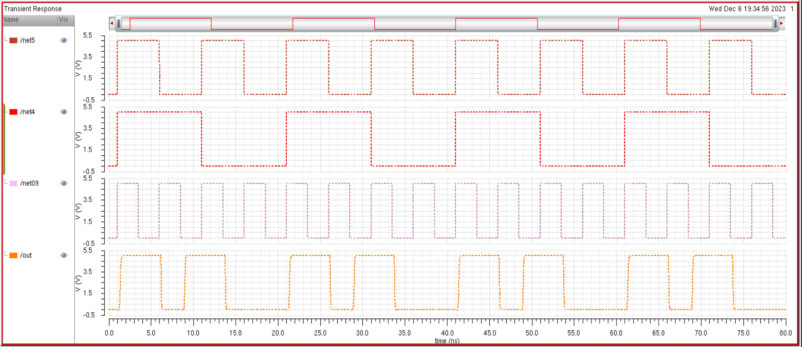 Transient Response
Wed Dec 6 19:34:56 2023 1
Name Vis
/net5
5.5
3.5
1.5
-0.5
V (V)
/net4
5.5
3.5
1.5
-0.5
V (V)
/net09
5.5
3.5
1.5
-0.5
V (V)
/out
5.5
3.5
1.5
-0.5
V (V)
0.0 5.0 10.0 15.0 20.0 25.0 30.0 35.0 40.0 45.0 50.0 55.0 60.0 65.0 70.0 75.0 80.0
time (ns)